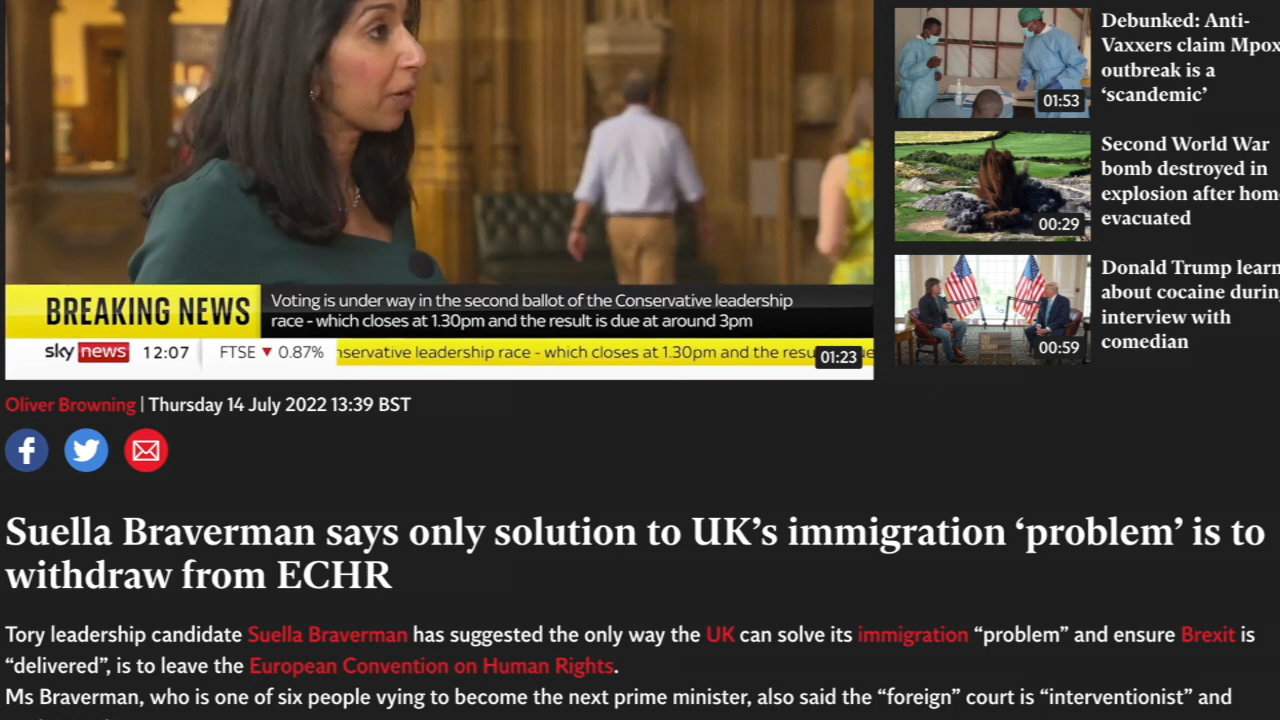 BREAKING NEWS
Voting is under way in the second ballot of the Conservative leadership
race - which closes at 1.30pm and the result is due at around 3pm
sky news 12:07 FTSE ▼ 0.87% nservative leadership race - which closes at 1.30pm and the resu
01:23
Oliver Browning | Thursday 14 July 2022 13:39 BST
Suella Braverman says only solution to UK’s immigration ‘problem’ is to
withdraw from ECHR
Tory leadership candidate Suella Braverman has suggested the only way the UK can solve its immigration “problem” and ensure Brexit is
“delivered”, is to leave the European Convention on Human Rights.
Ms Braverman, who is one of six people vying to become the next prime minister, also said the “foreign” court is “interventionist” and
01:53
Debunked: Anti-
Vaxxers claim Mpox
outbreak is a
‘scandemic’
00:29
Second World War
bomb destroyed in
explosion after hom
evacuated
00:59
Donald Trump learn
about cocaine durin
interview with
comedian